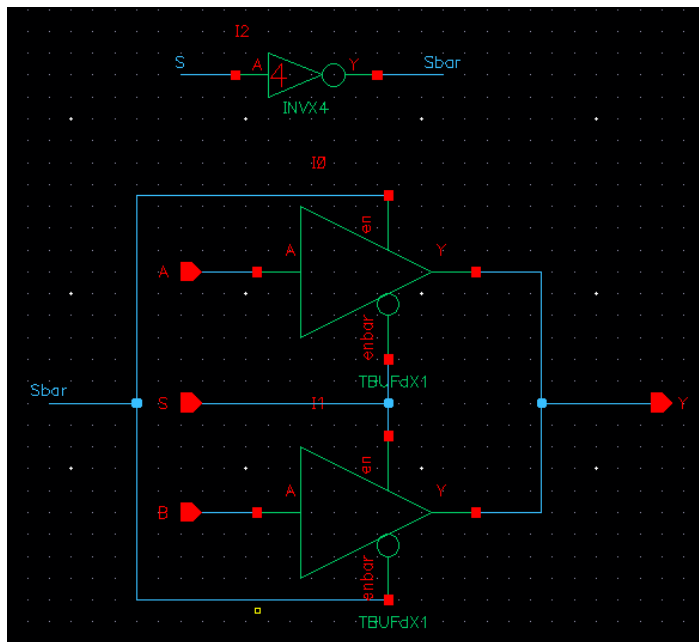 I2
S
A
4
Y
Sbar
INVX4
I0
en
A
A
Y
enbar
TBUFdX1
Sbar
S
I1
Y
en
A
Y
B
enbar
TBUFdX1